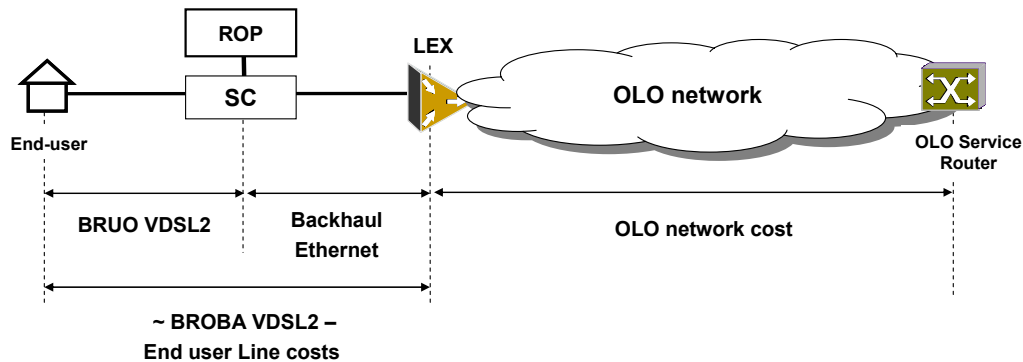 ROP
LEX
SC
OLO network
End-user
OLO Service
Router
BRUO VDSL2
Backhaul
Ethernet
OLO network cost
~ BROBA VDSL2 –
End user Line costs